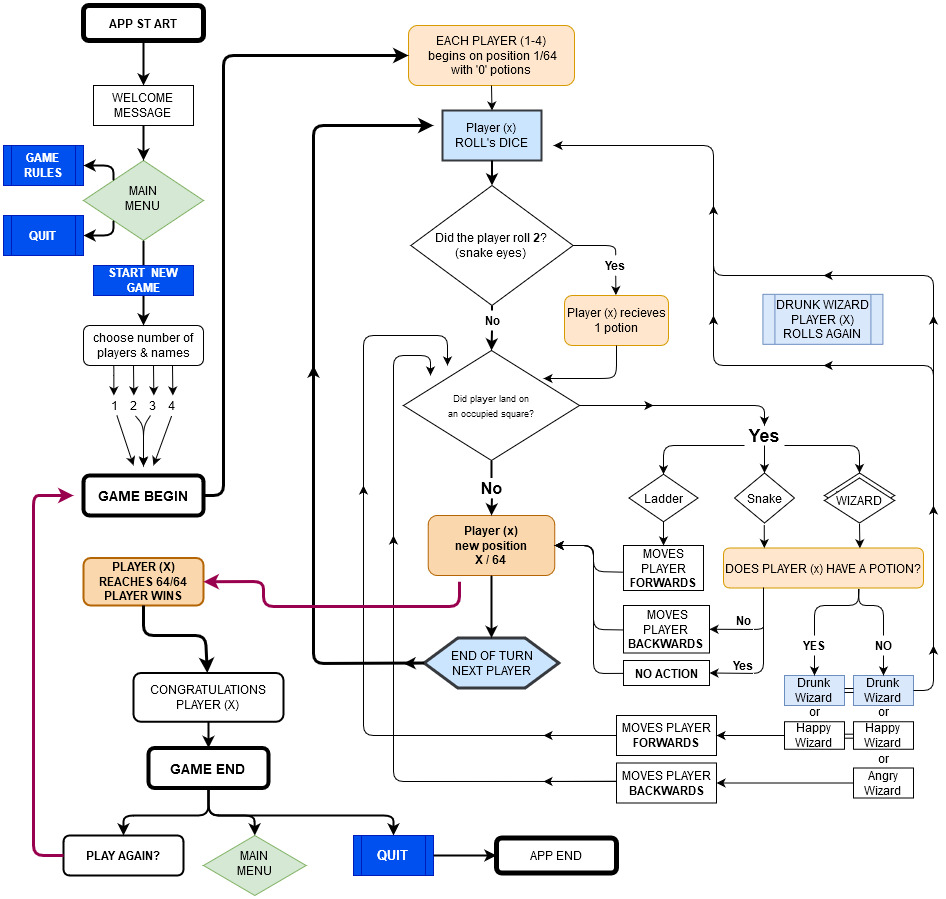 APP ST ART
WELCOME
MESSAGE
GAME
RULES
MAIN
MENU
QUIT
START NEW
GAME
choose number of
players & names
1 2 3 4
GAME BEGIN
EACH PLAYER (1-4)
begins on position 1/64
with '0' potions
Player (x)
ROLL's DICE
Did the player roll 2?
(snake eyes)
Yes
Player (x) recieves
1 potion
No
Did player land on
an occupied square?
Yes
No
DRUNK WIZARD
PLAYER (X)
ROLLS AGAIN
Ladder
Snake
WIZARD
Player (x)
new position
X / 64
MOVES
PLAYER
FORWARDS
DOES PLAYER (x) HAVE A POTION?
MOVES
PLAYER
BACKWARDS
No
NO ACTION
Yes
YES
NO
Drunk
Wizard
Drunk
Wizard
or
or
Happy
Wizard
Happy
Wizard
or
Angry
Wizard
MOVES PLAYER
FORWARDS
MOVES PLAYER
BACKWARDS
END OF TURN
NEXT PLAYER
PLAYER (X)
REACHES 64/64
PLAYER WINS
CONGRATULATIONS
PLAYER (X)
GAME END
PLAY AGAIN?
MAIN
MENU
QUIT
APP END